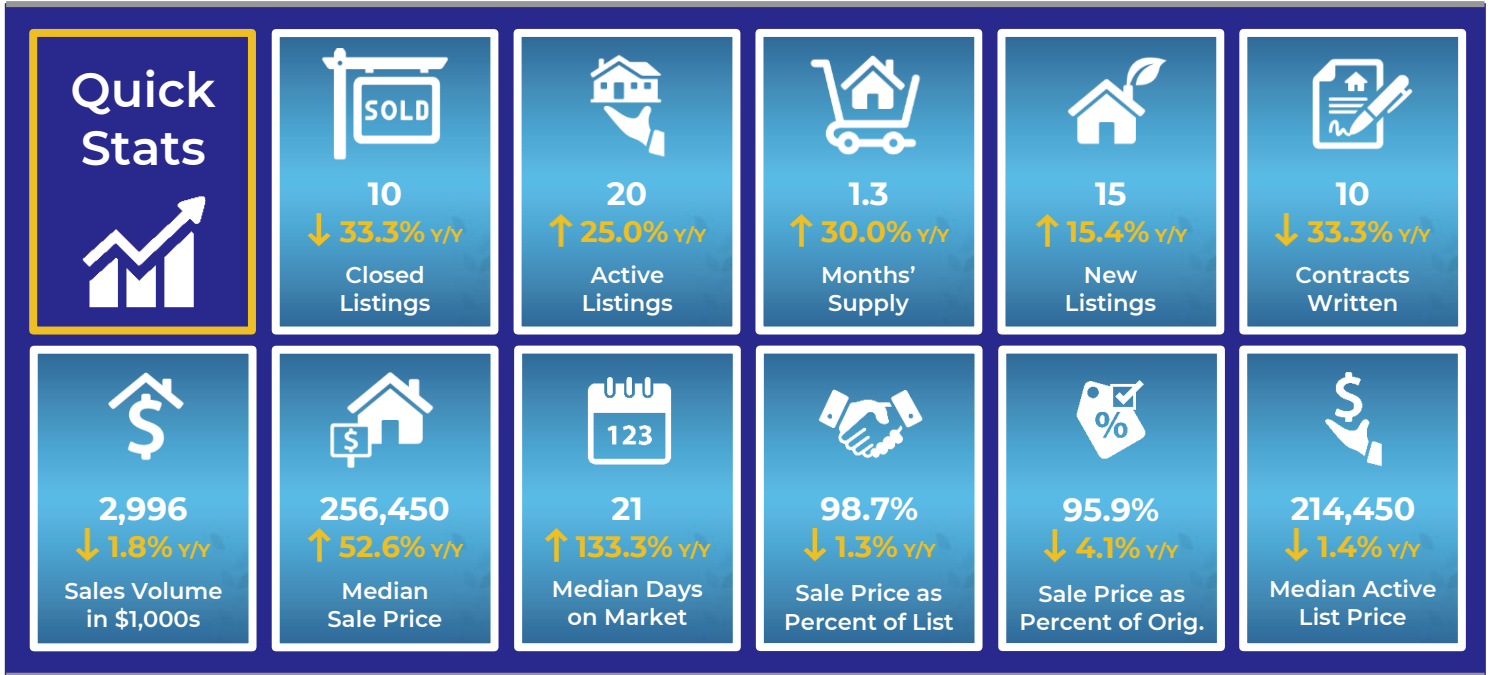 Quick
Stats
SOLD
10
↓ 33.3% Y/Y
Closed
Listings
20
↑ 25.0% Y/Y
Active
Listings
1.3
↑ 30.0% Y/Y
Months’
Supply
15
↑ 15.4% Y/Y
New
Listings
10
↓ 33.3% Y/Y
Contracts
Written
$
2,996
↓ 1.8% Y/Y
Sales Volume
in $1,000s
$
256,450
↑ 52.6% Y/Y
Median
Sale Price
123
21
↑ 133.3% Y/Y
Median Days
on Market
98.7%
↓ 1.3% Y/Y
Sale Price as
Percent of List
%
95.9%
↓ 4.1% Y/Y
Sale Price as
Percent of Orig.
$
214,450
↓ 1.4% Y/Y
Median Active
List Price